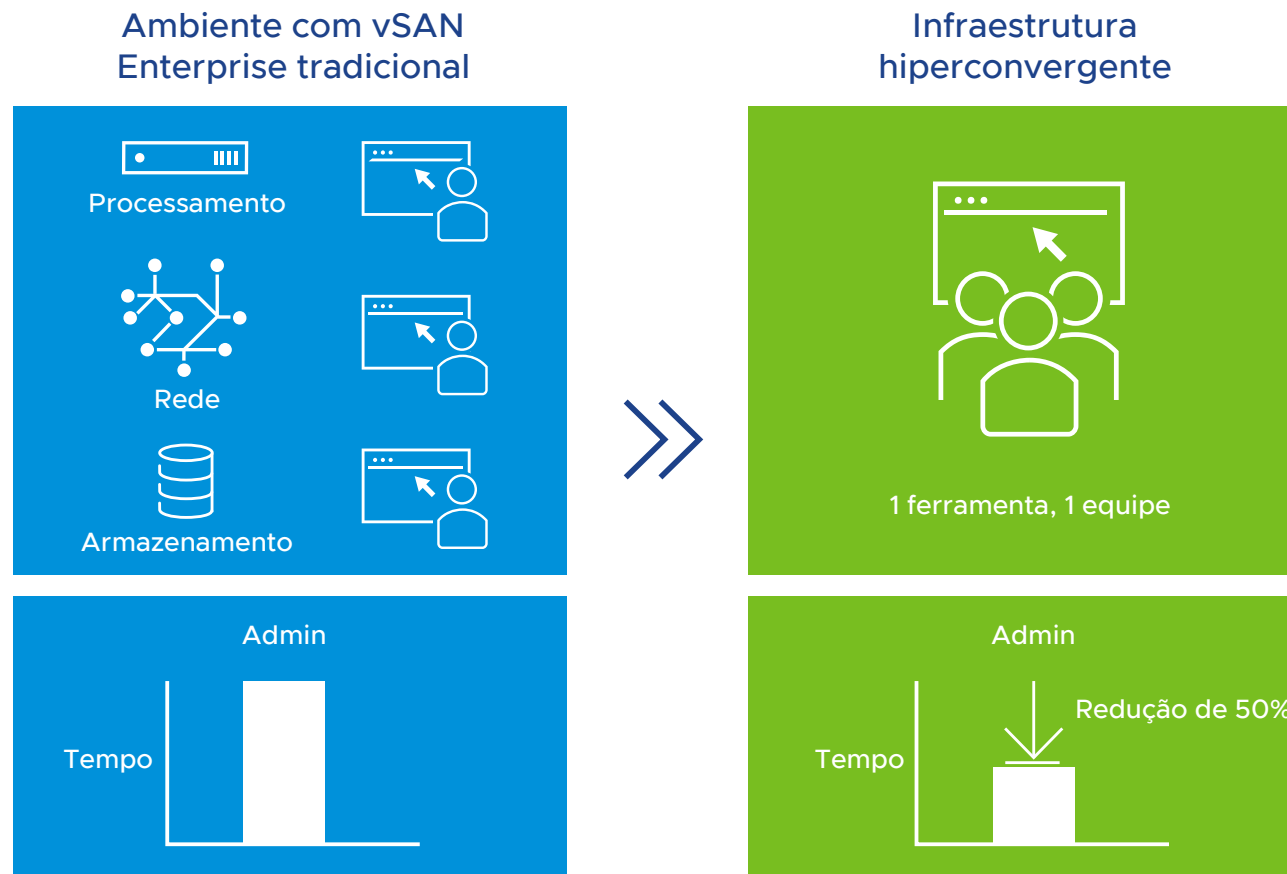 Ambiente com vSAN
Enterprise tradicional
Processamento
Rede
Armazenamento
Admin
Tempo
Infraestrutura
hiperconvergente
1 ferramenta, 1 equipe
Admin
Redução de 50%
Tempo